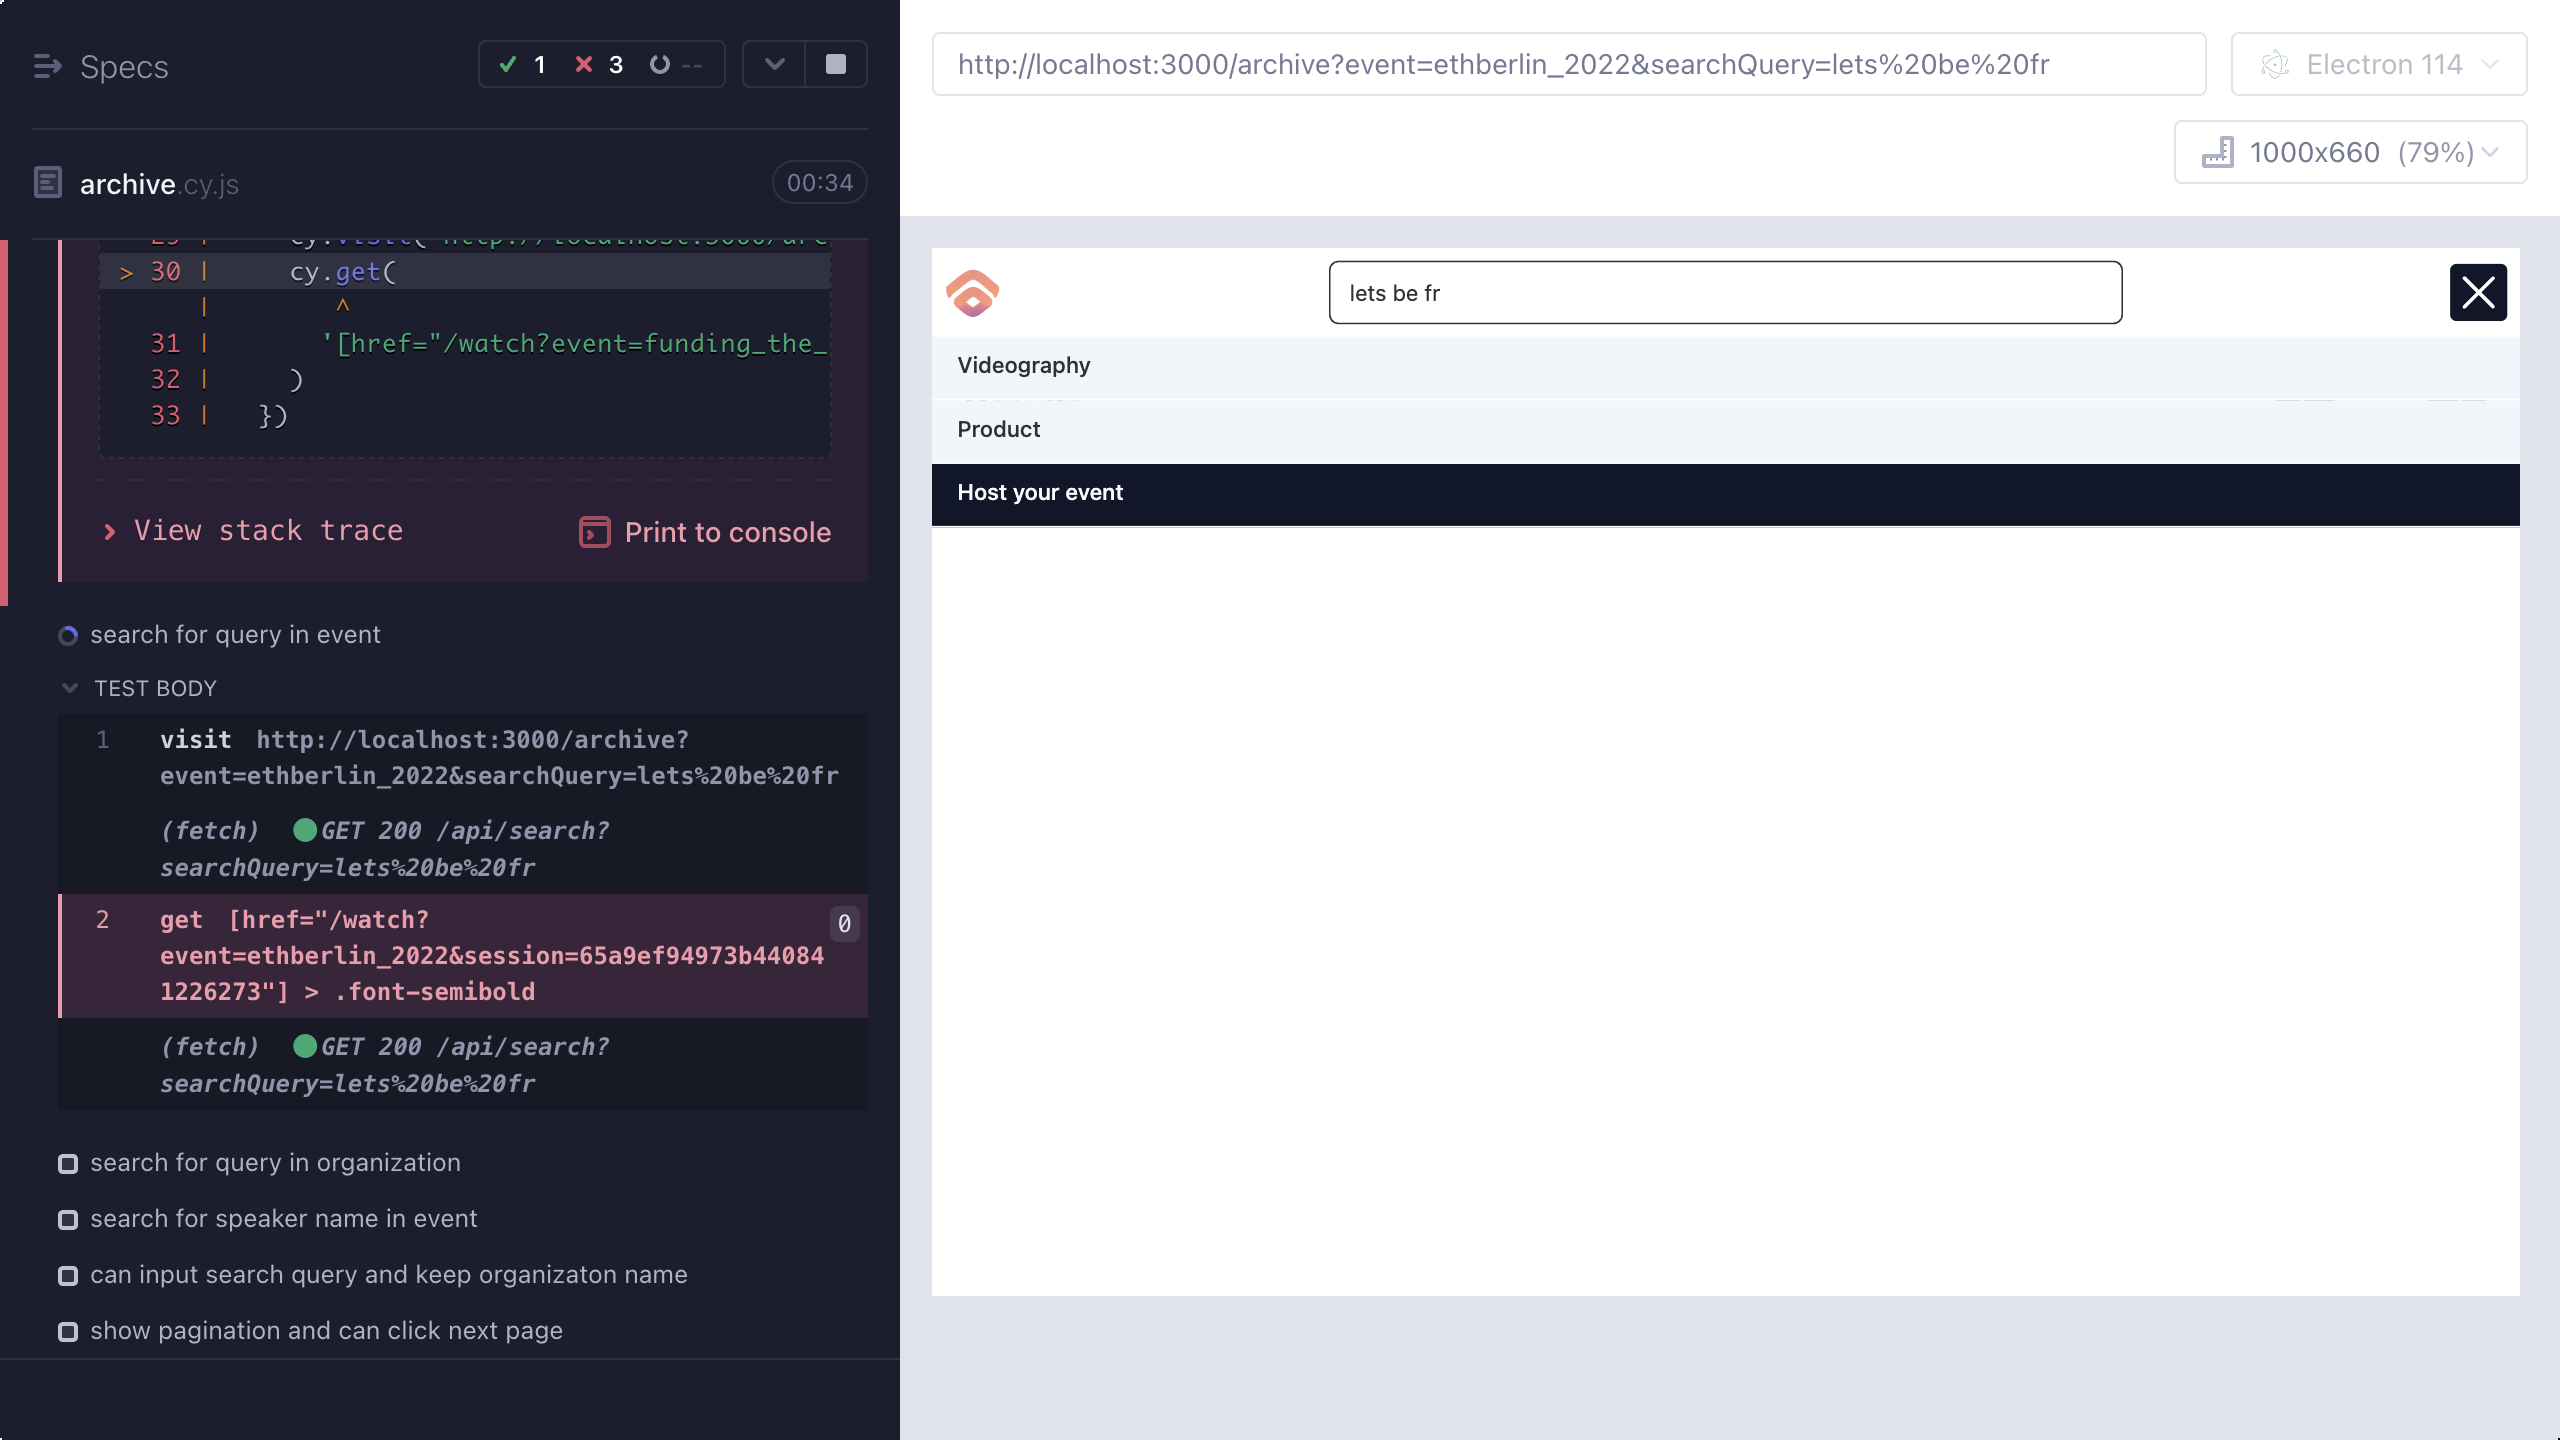 Specs
1 3 --
archive.cy.js
00:34
> 30 | cy.get(
| ^
31 | '[href="/watch?event=funding_the_
32 | )
33 | })
View stack trace
Print to console
search for query in event
TEST BODY
1 visit http://localhost:3000/archive?
event=ethberlin_2022&searchQuery=lets%20be%20fr
(fetch) GET 200 /api/search?
searchQuery=lets%20be%20fr
2 get [href="/watch? 0
event=ethberlin_2022&session=65a9ef94973b44084
1226273"] > .font-semibold
(fetch) GET 200 /api/search?
searchQuery=lets%20be%20fr
search for query in organization
search for speaker name in event
can input search query and keep organizaton name
show pagination and can click next page
http://localhost:3000/archive?event=ethberlin_2022&searchQuery=lets%20be%20fr
Electron 114
1000x660 (79%)
lets be fr
Videography
Product
Host your event